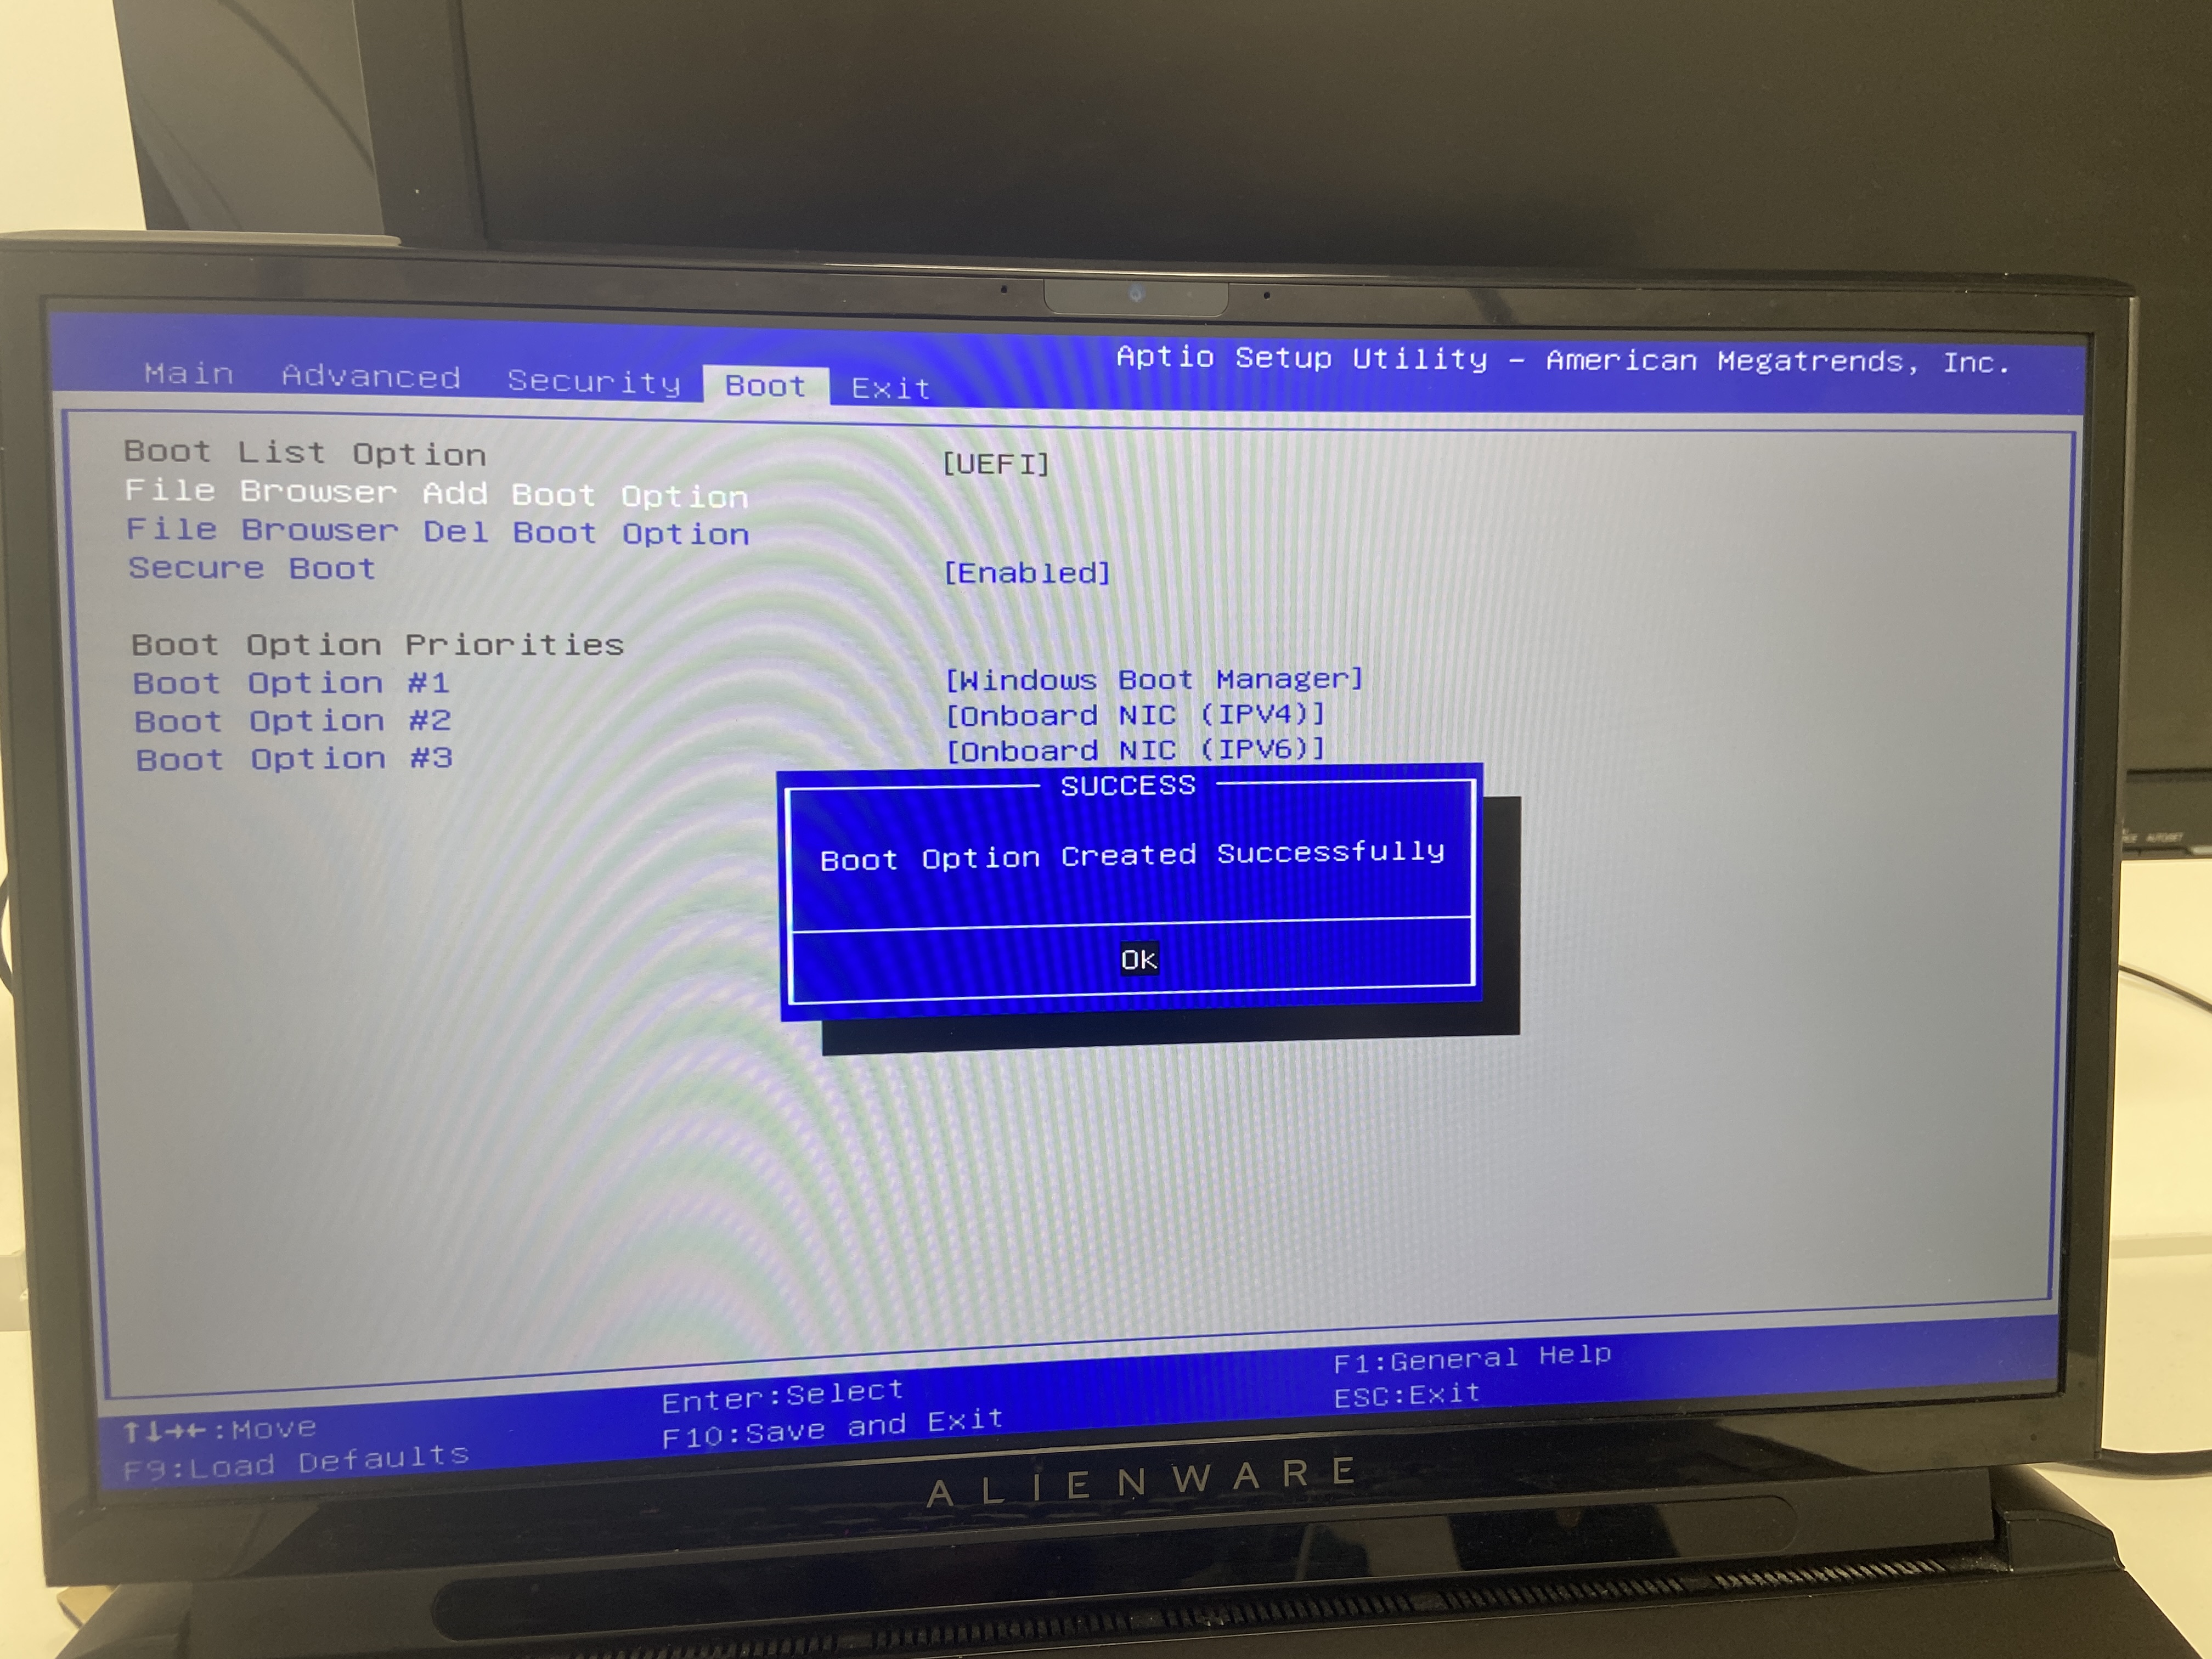 Aptio Setup Utility - American Megatrends, Inc.
Main Advanced Security Boot Exit
Boot List Option [UEFI]
File Browser Add Boot Option
File Browser Del Boot Option
Secure Boot [Enabled]
Boot Option Priorities
Boot Option #1 [Windows Boot Manager]
Boot Option #2 [Onboard NIC (IPV4)]
Boot Option #3 [Onboard NIC (IPV6)]
SUCCESS
Boot Option Created Successfully
Ok
↑↓→←:Move Enter:Select F1:General Help
F9:Load Defaults F10:Save and Exit ESC:Exit
ALIENWARE